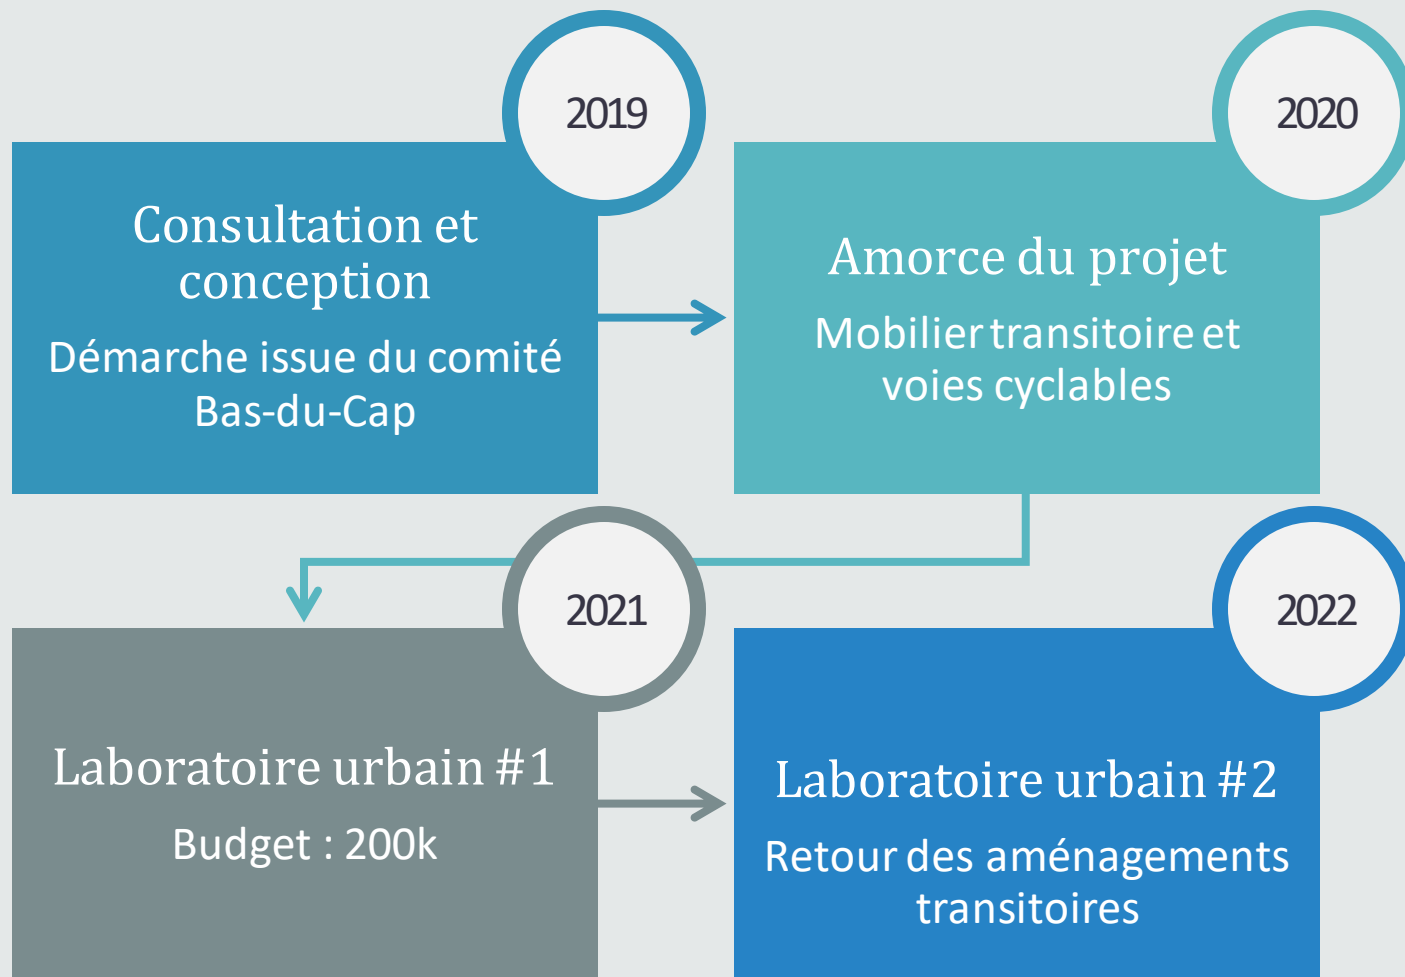 2019
Consultation et
conception
Démarche issue du comité
Bas-du-Cap
2020
Amorce du projet
Mobilier transitoire et
voies cyclables
2021
Laboratoire urbain #1
Budget : 200k
2022
Laboratoire urbain #2
Retour des aménagements
transitoires